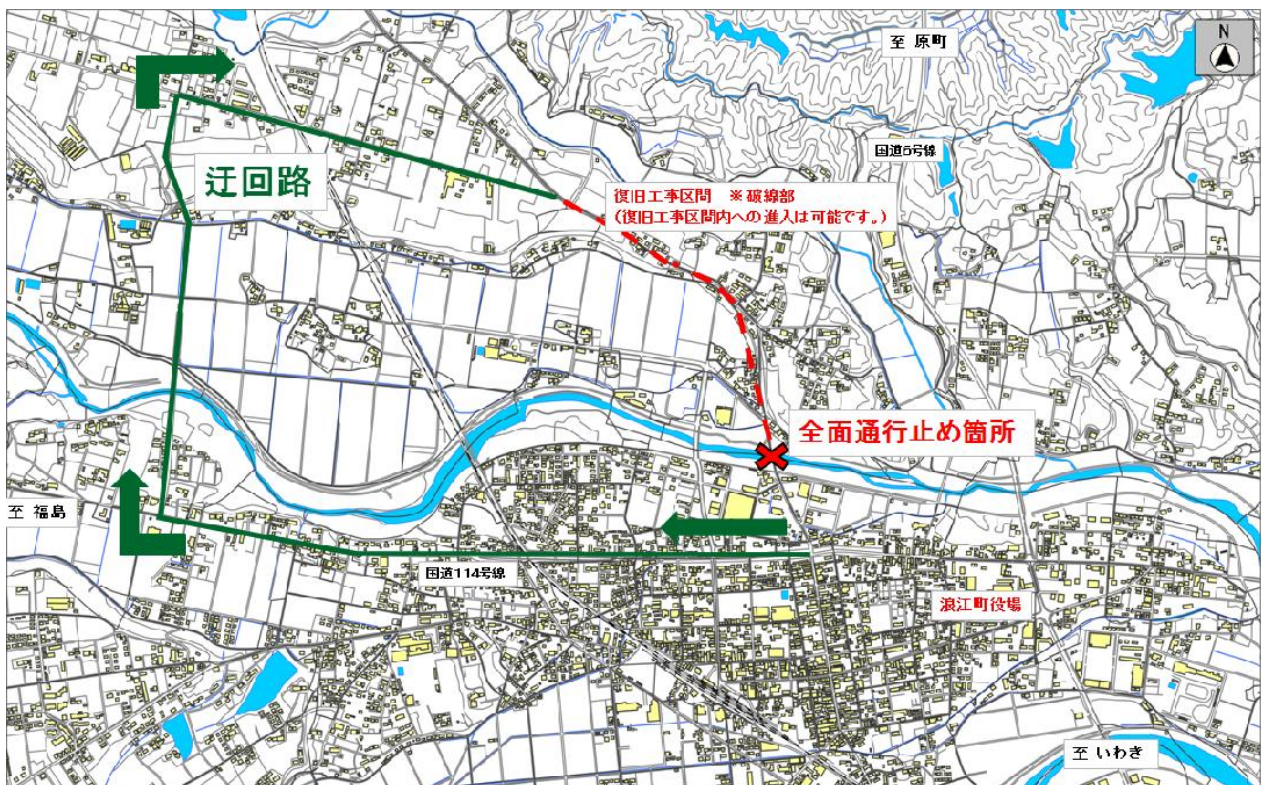 至 原町
N
国道6号線
迂回路
復旧工事区間 ※破線部
(復旧工事区間内への進入は可能です。)
全面通行止め箇所
至 福島
国道114号線
浪江町役場
至 いわき